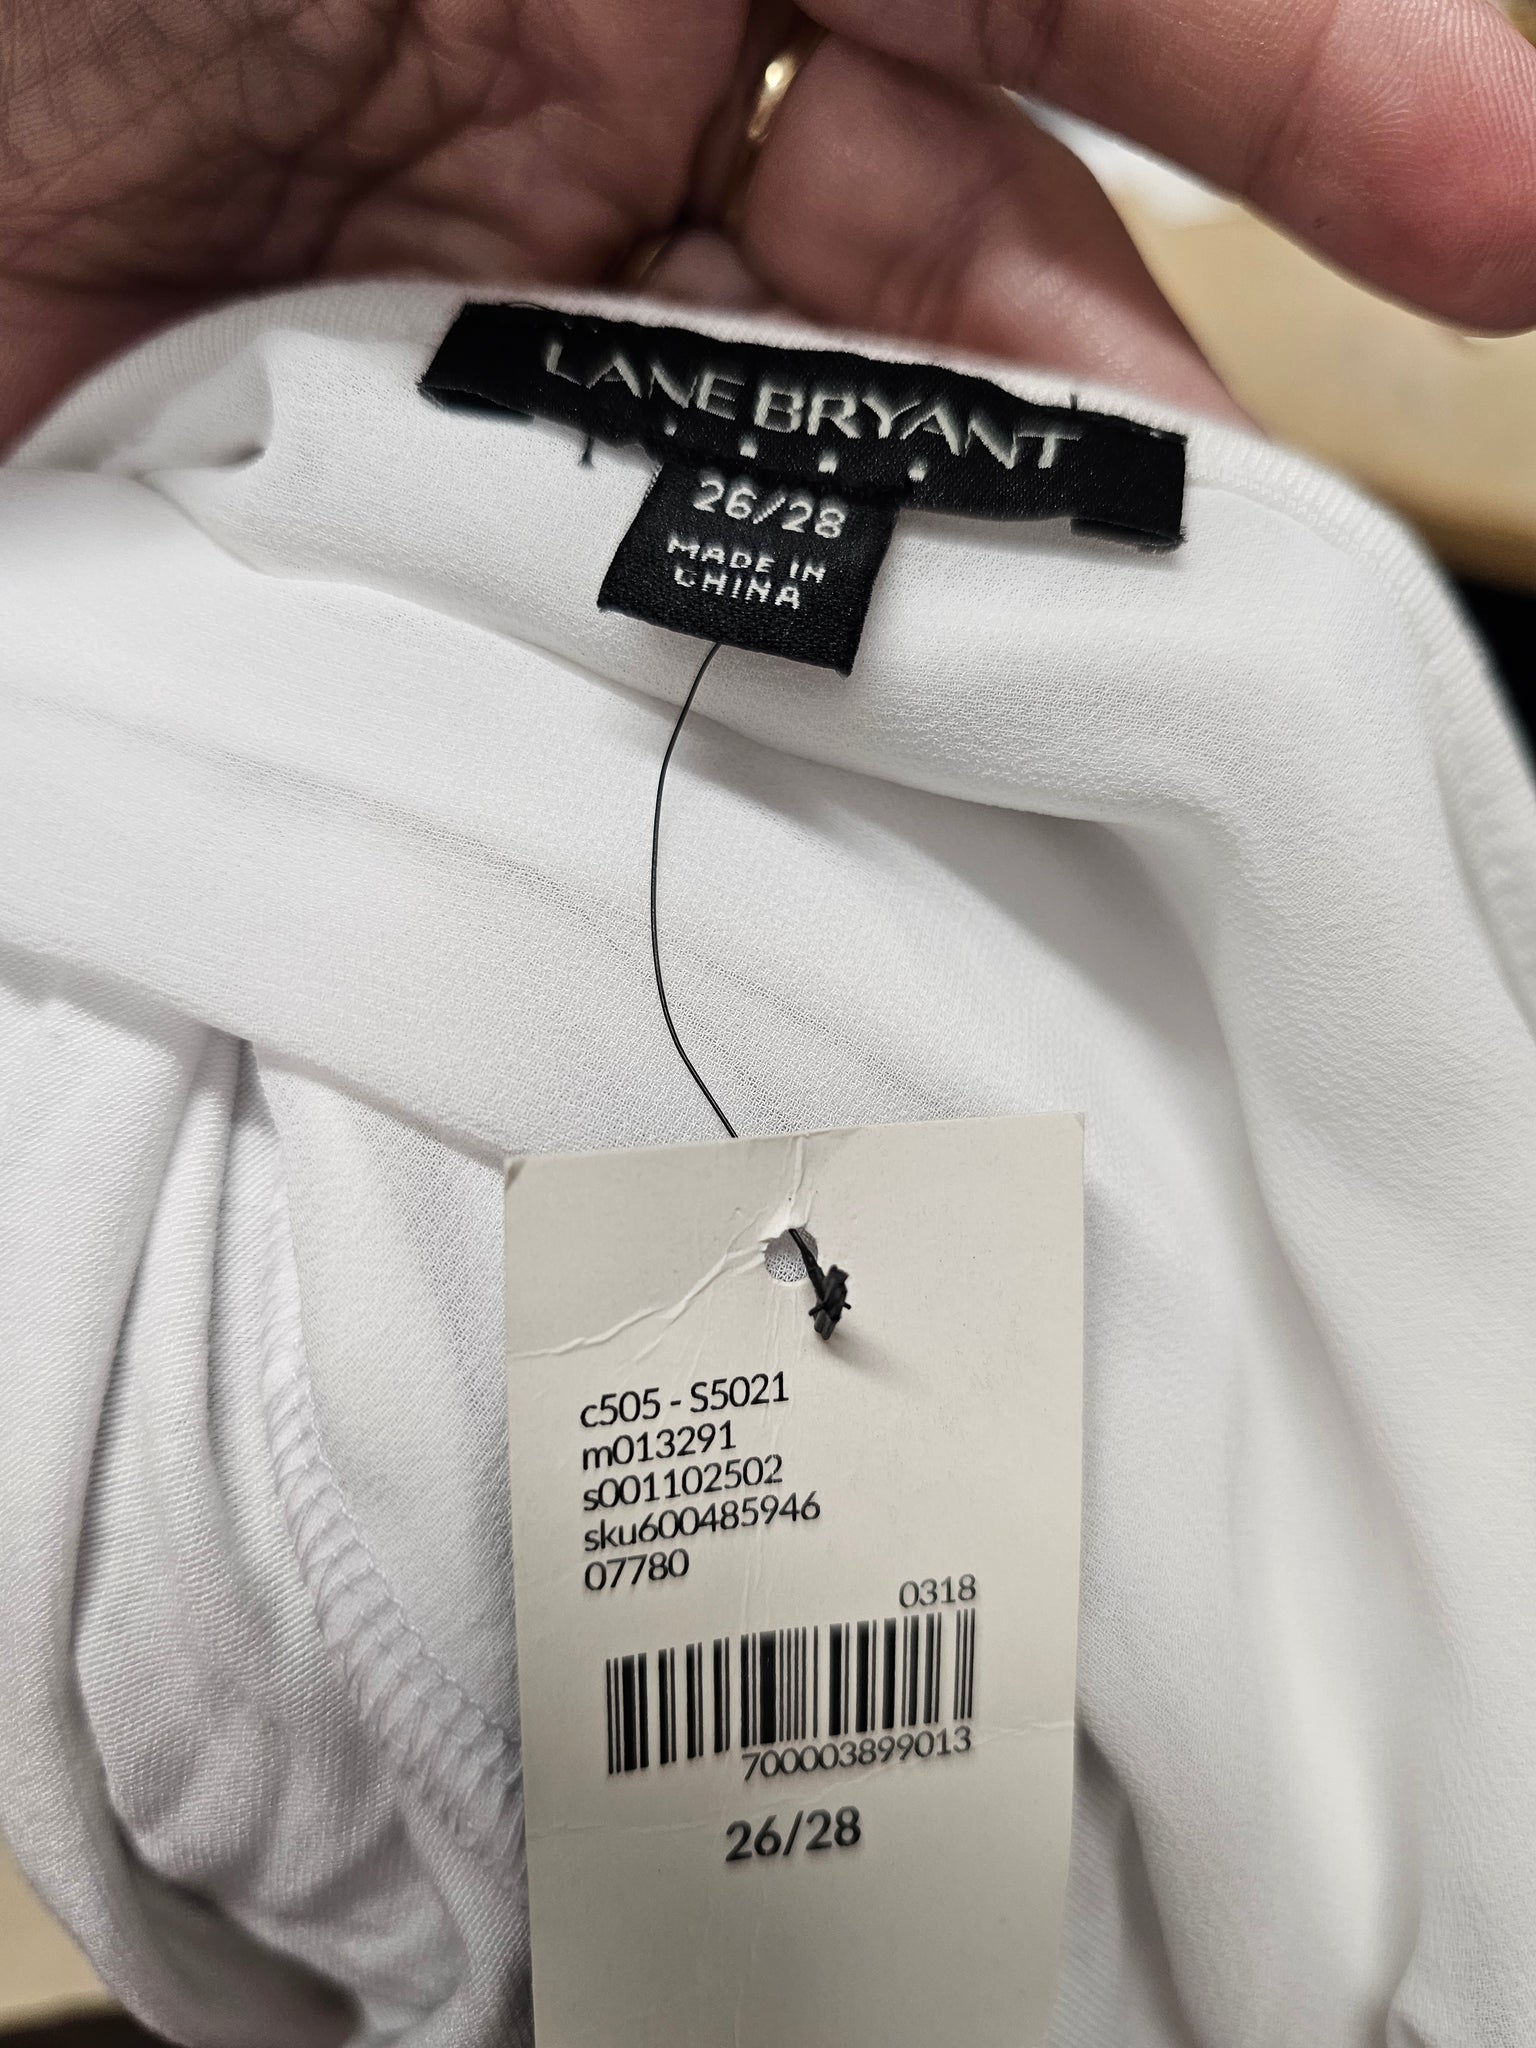 LANE BRYANT
26/28
MADE IN
CHINA
c505 - S5021
m013291
s001102502
sku600485946
07780
0318
700003899013
26/28